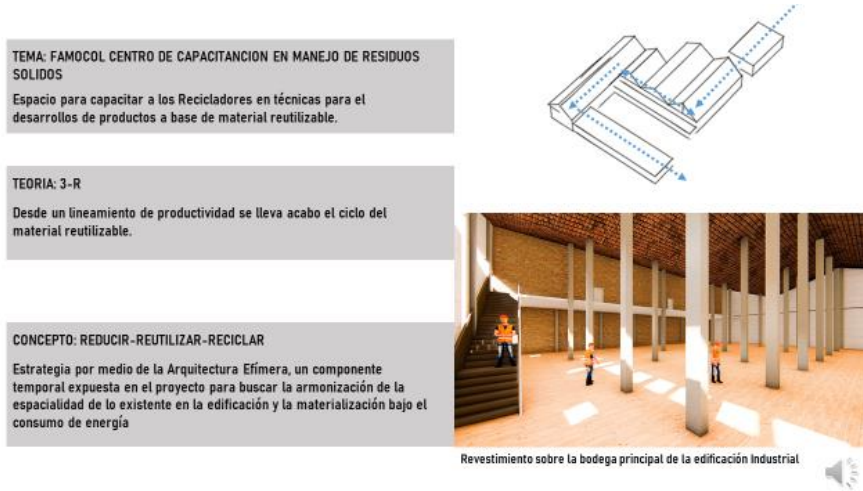 TEMA: FAMOCOL CENTRO DE CAPACITANCION EN MANEJO DE RESIDUOS
SOLIDOS
Espacio para capacitar a los Recicladores en técnicas para el
desarrollos de productos a base de material reutilizable.
TEORIA: 3-R
Desde un lineamiento de productividad se lleva acabo el ciclo del
material reutilizable.
CONCEPTO: REDUCIR-REUTILIZAR-RECICLAR
Estrategia por medio de la Arquitectura Efímera, un componente
temporal expuesta en el proyecto para buscar la armonización de la
espacialidad de lo existente en la edificación y la materialización bajo el
consumo de energía
Revestimiento sobre la bodega principal de la edificación Industrial